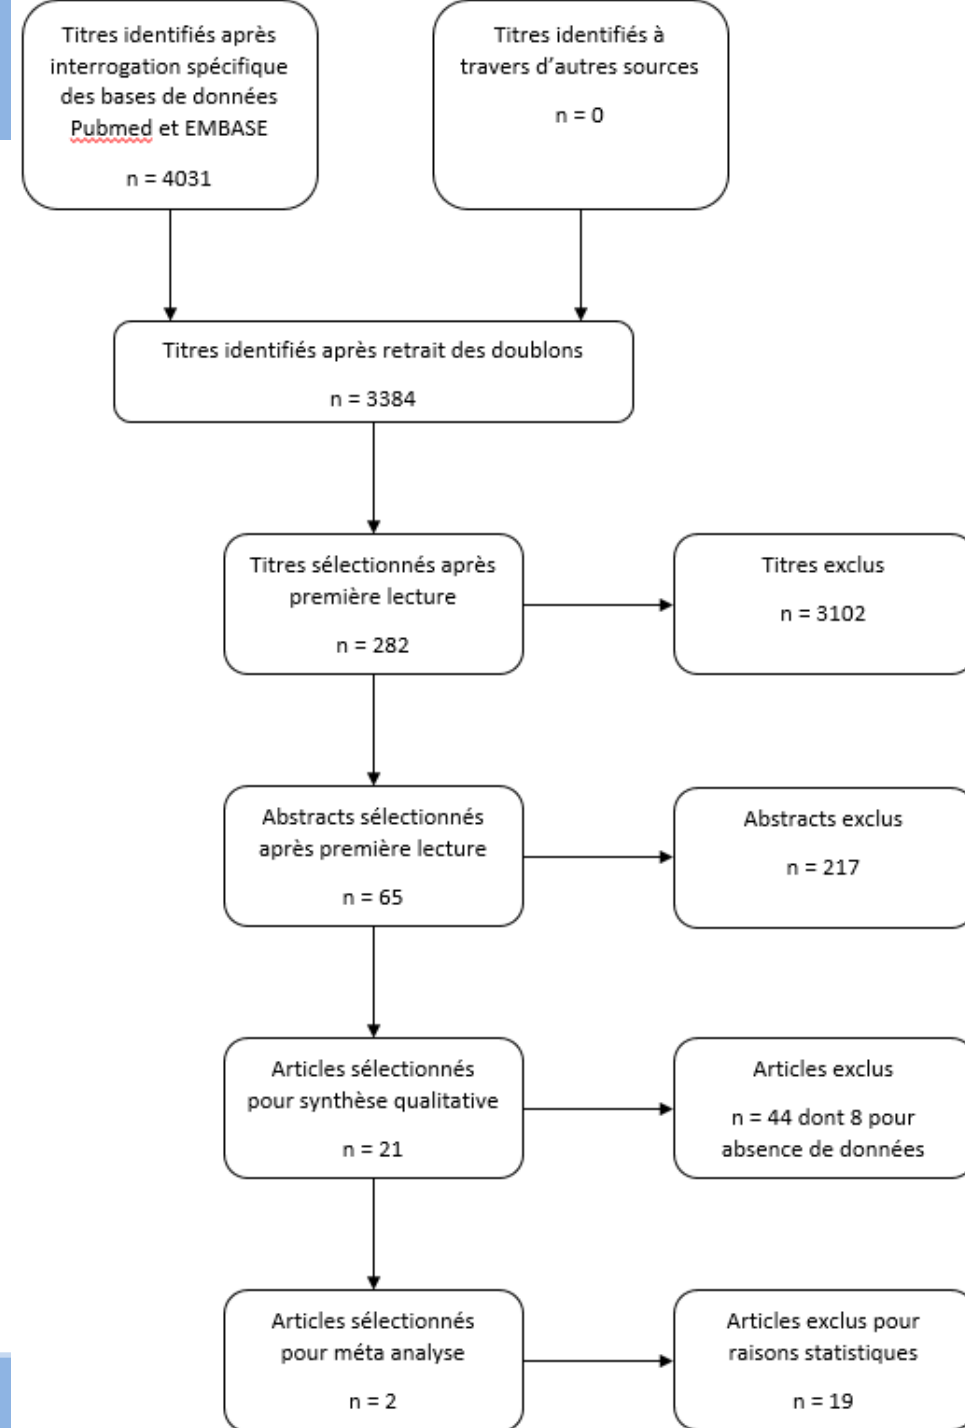 Titres identifiés après
interrogation spécifique
des bases de données
Pubmed et EMBASE
n = 4031
Titres identifiés à
travers d’autres sources
n = 0
Titres identifiés après retrait des doublons
n = 3384
Titres sélectionnés après
première lecture
n = 282
Titres exclus
n = 3102
Abstracts sélectionnés
après première lecture
n = 65
Abstracts exclus
n = 217
Articles sélectionnés
pour synthèse qualitative
n = 21
Articles exclus
n = 44 dont 8 pour
absence de données
Articles sélectionnés
pour méta analyse
n = 2
Articles exclus pour
raisons statistiques
n = 19